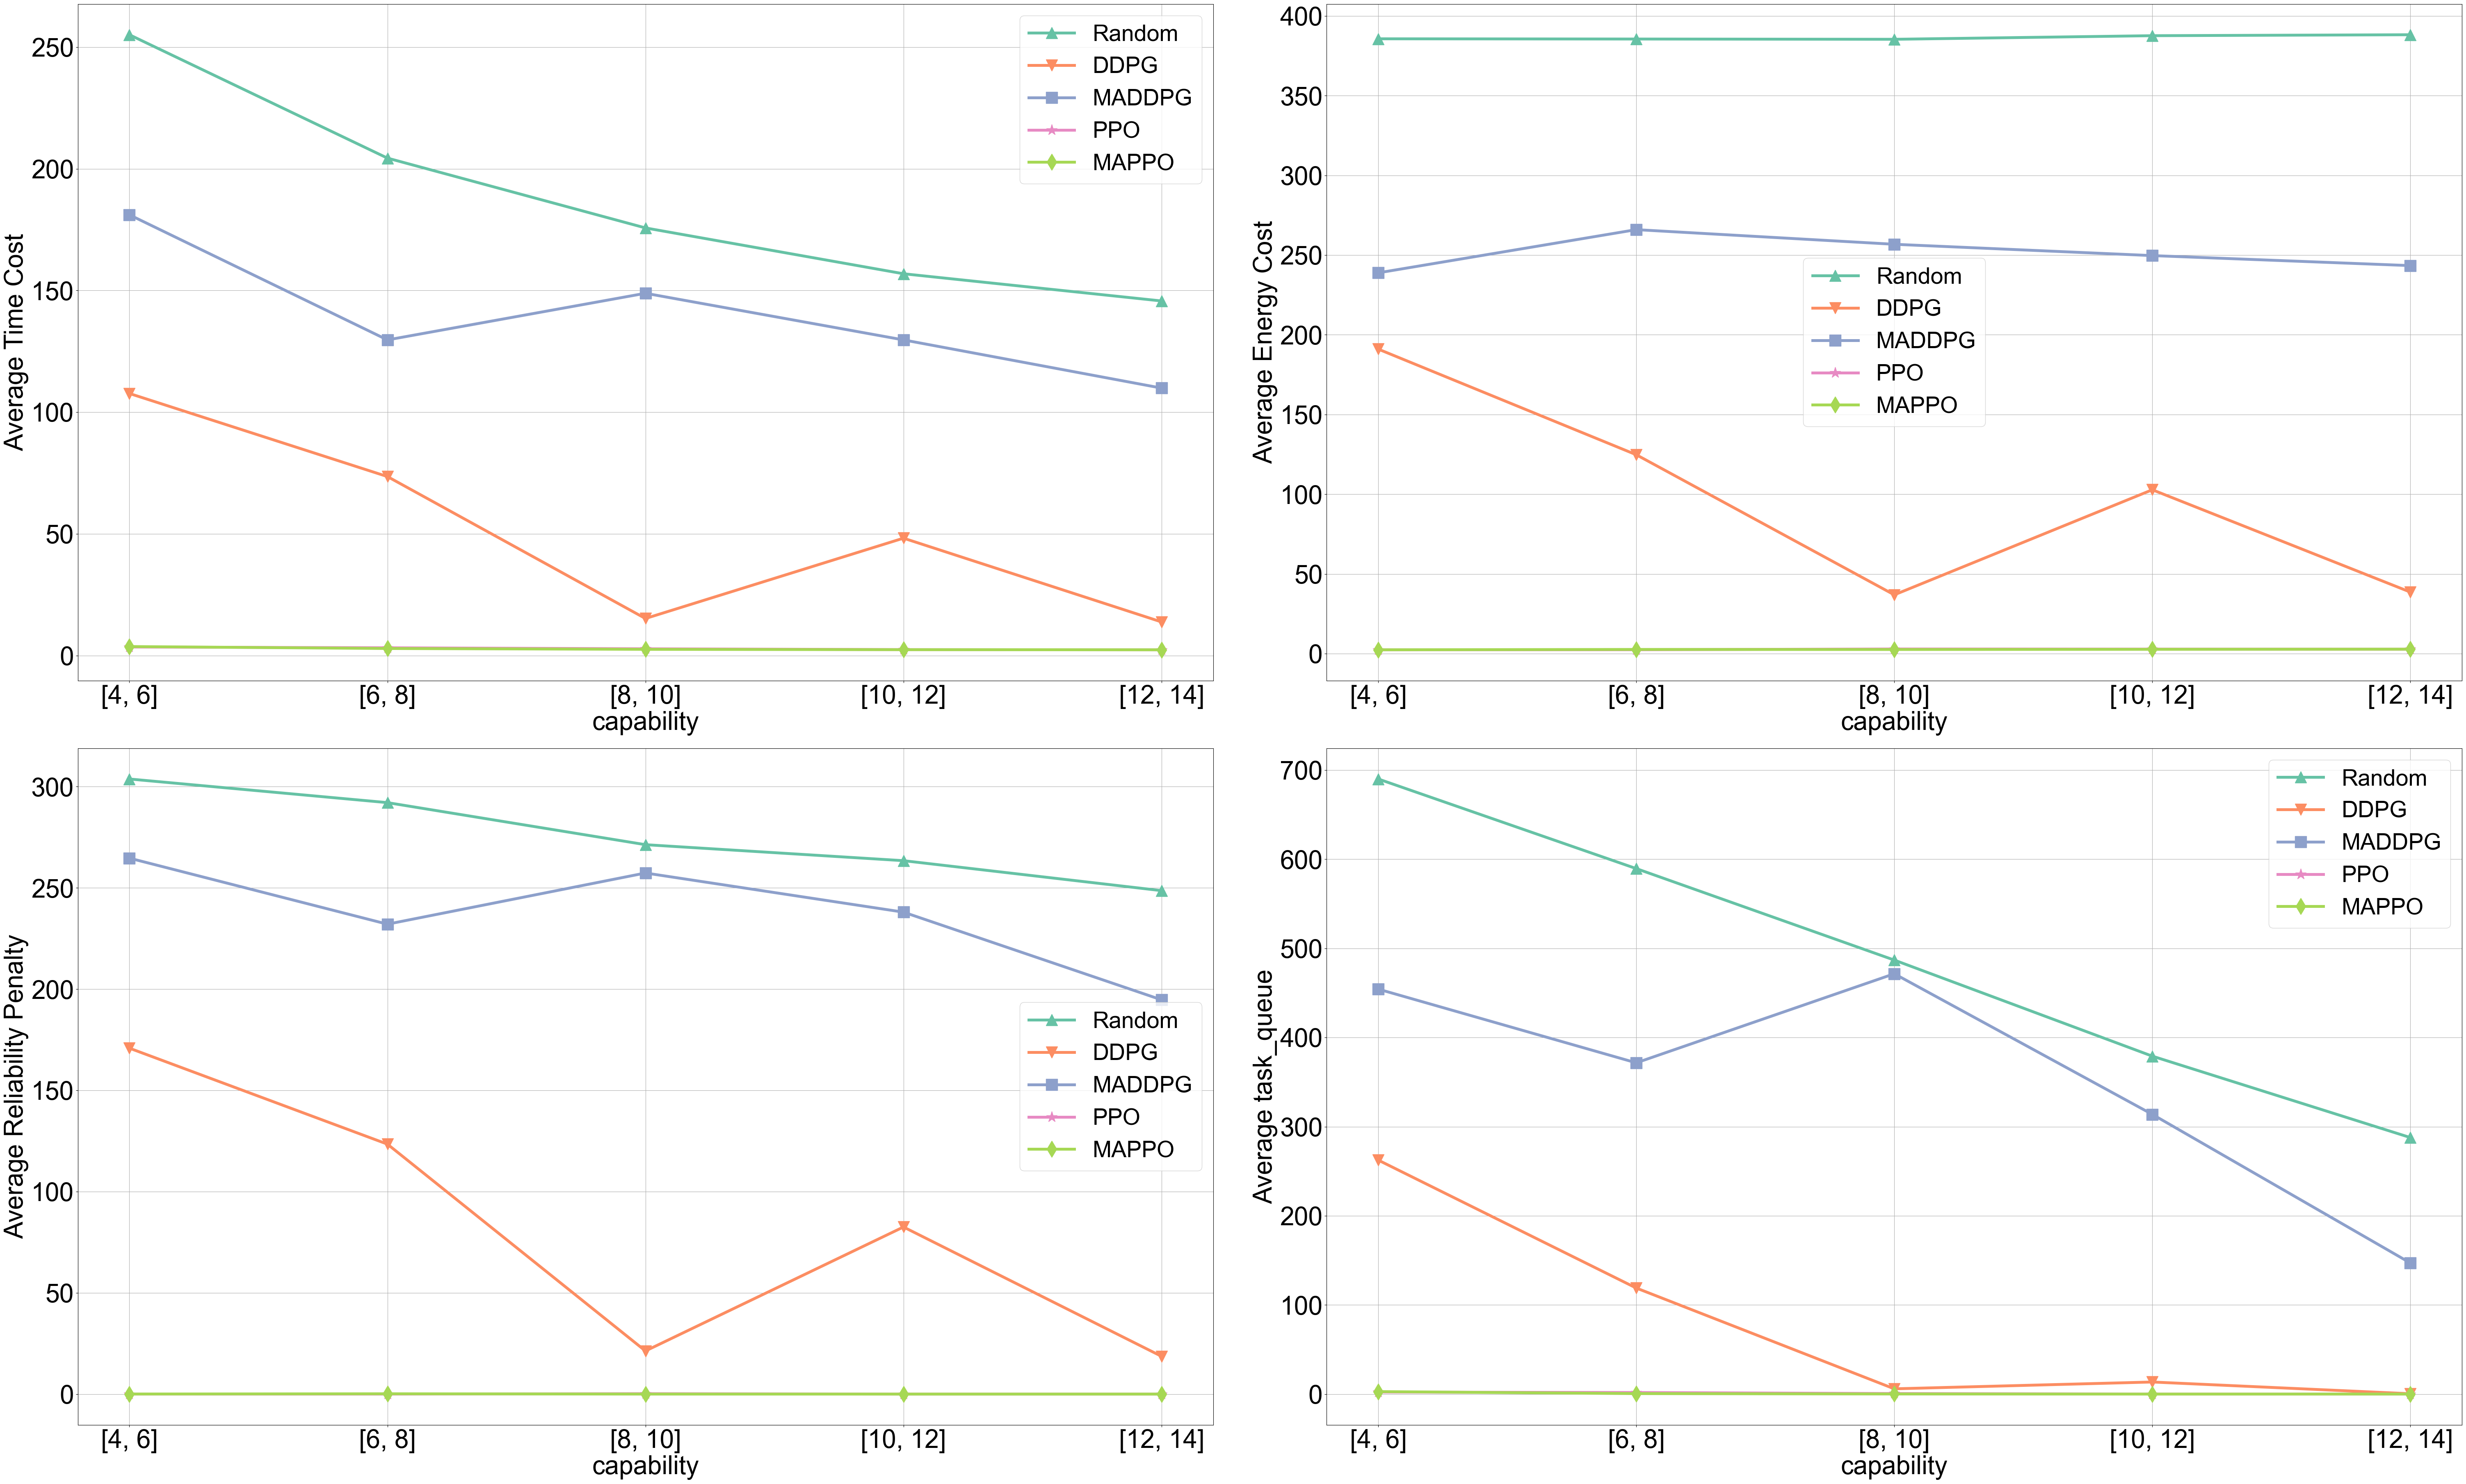 Average Time Cost
250
200
150
100
50
0
[4, 6] [6, 8] [8, 10] [10, 12] [12, 14]
capability
Random
DDPG
MADDPG
PPO
MAPPO
Average Energy Cost
400
350
300
250
200
150
100
50
0
[4, 6] [6, 8] [8, 10] [10, 12] [12, 14]
capability
Random
DDPG
MADDPG
PPO
MAPPO
Average Reliability Penalty
300
250
200
150
100
50
0
[4, 6] [6, 8] [8, 10] [10, 12] [12, 14]
capability
Random
DDPG
MADDPG
PPO
MAPPO
Average task_queue
700
600
500
400
300
200
100
0
[4, 6] [6, 8] [8, 10] [10, 12] [12, 14]
capability
Random
DDPG
MADDPG
PPO
MAPPO